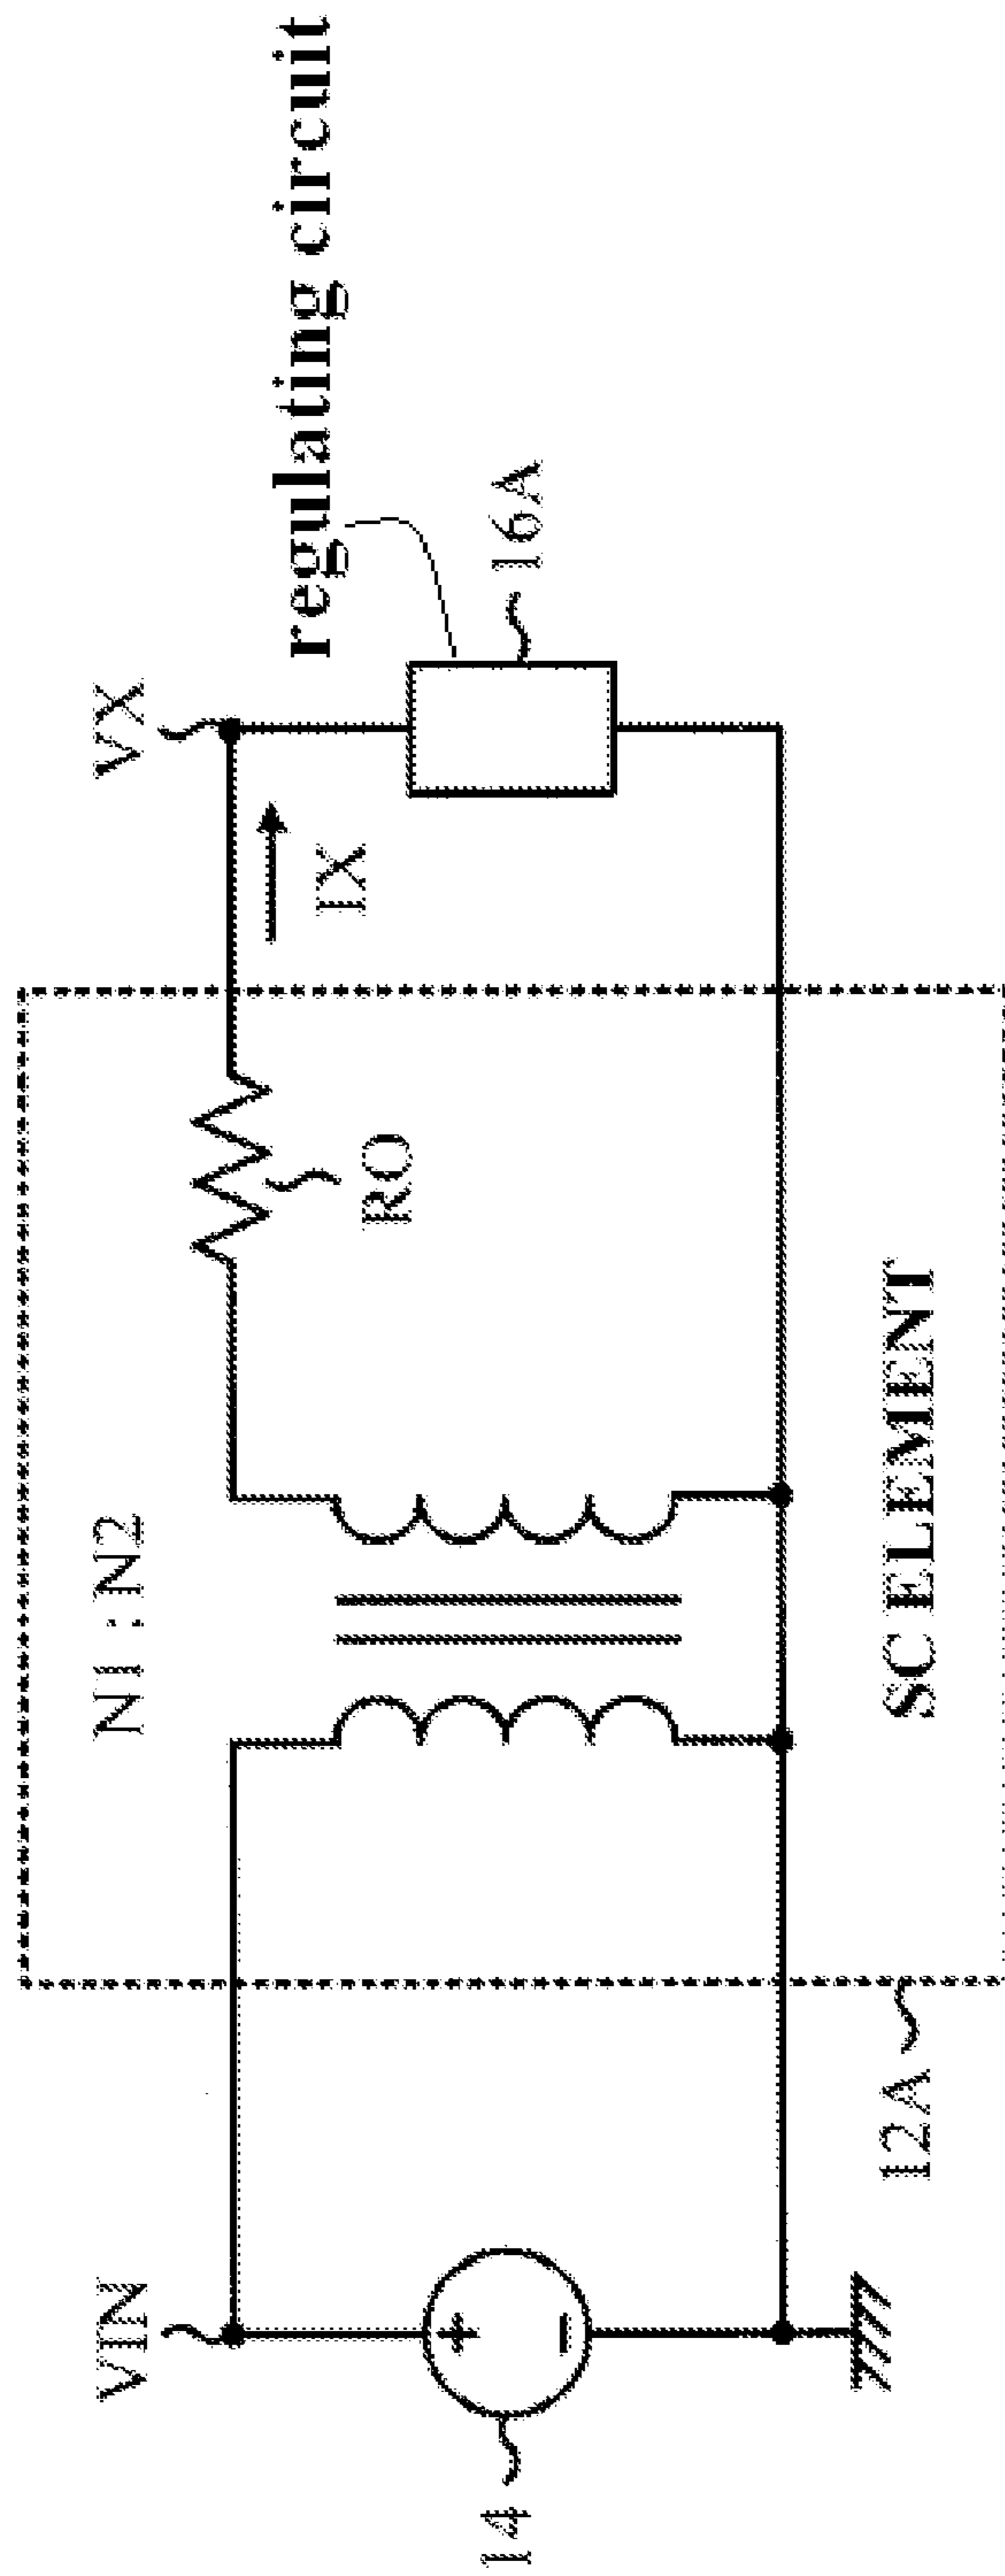 regulating circuit
VIN
N1 : N2
VX
IX
RO
16A
14
12A
SC ELEMENT